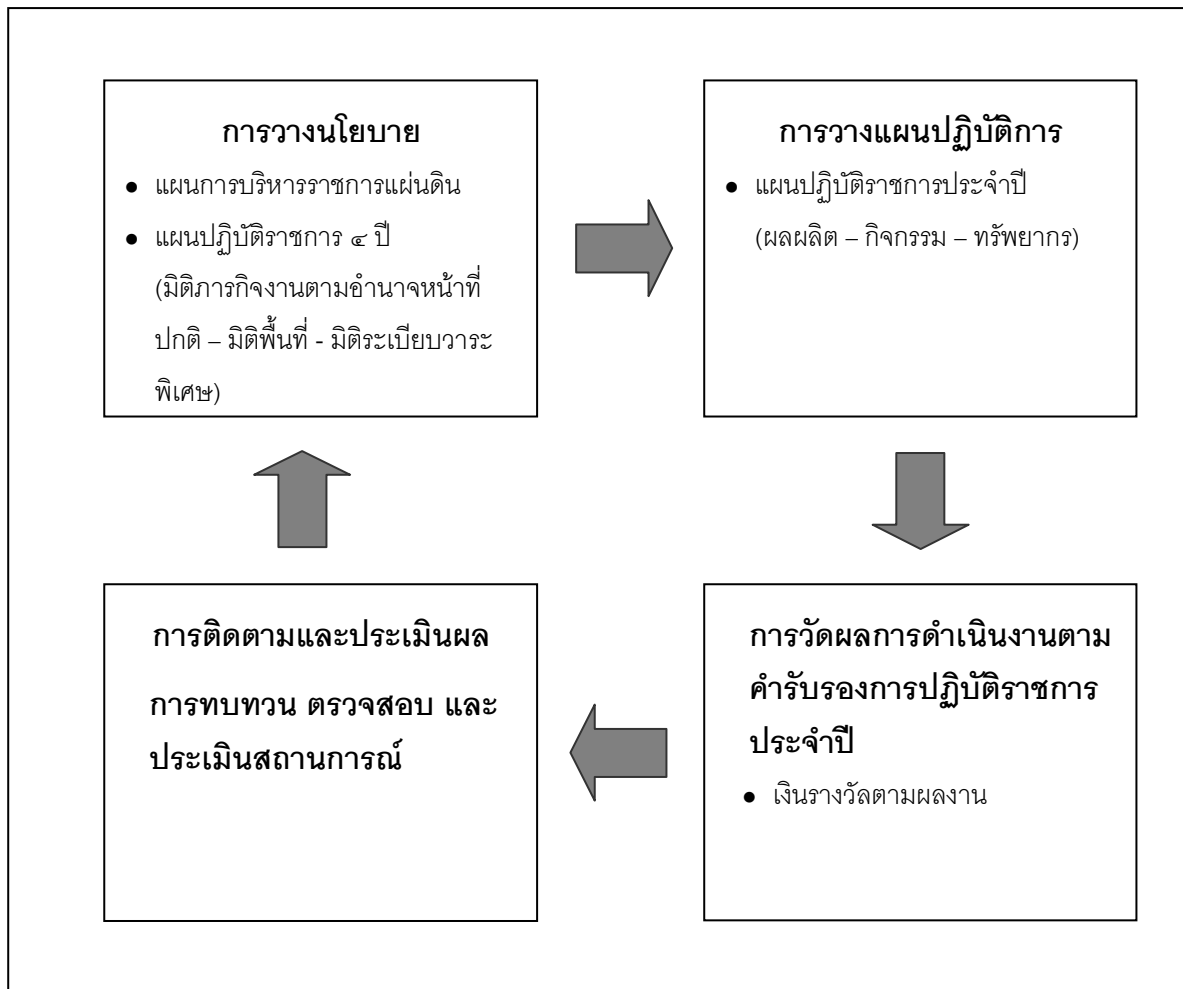 การวางนโยบาย
● แผนการบริหารราชการแผ่นดิน
● แผนปฏิบัติราชการ ๔ ปี
(มิติภารกิจงานตามอำนาจหน้าที่
ปกติ – มิติพื้นที่ - มิติระเบียบวาระ
พิเศษ)
การวางแผนปฏิบัติการ
● แผนปฏิบัติราชการประจำปี
(ผลผลิต – กิจกรรม – ทรัพยากร)
การติดตามและประเมินผล
การทบทวน ตรวจสอบ และ
ประเมินสถานการณ์
การวัดผลการดำเนินงานตาม
คำรับรองการปฏิบัติราชการ
ประจำปี
● เงินรางวัลตามผลงาน